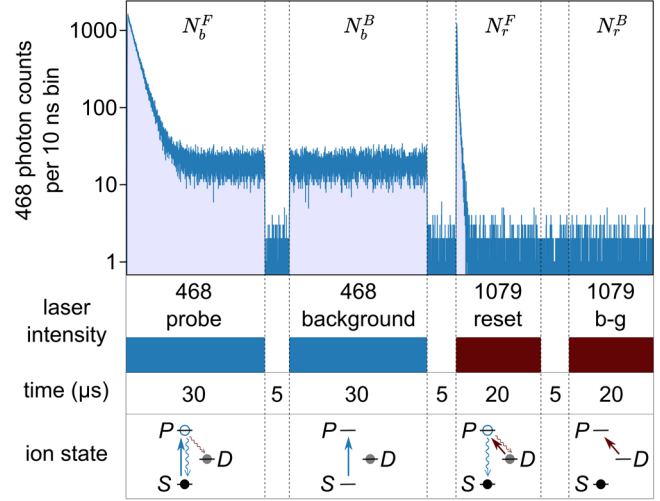 N_b^F N_b^B N_r^F N_r^B
468 photon counts
per 10 ns bin
1000
100
10
1
laser
intensity
468
probe
468
background
1079
reset
1079
b-g
time (μs) 30 5 30 5 20 5 20
ion state
P D S
P D S
P D S
P D S